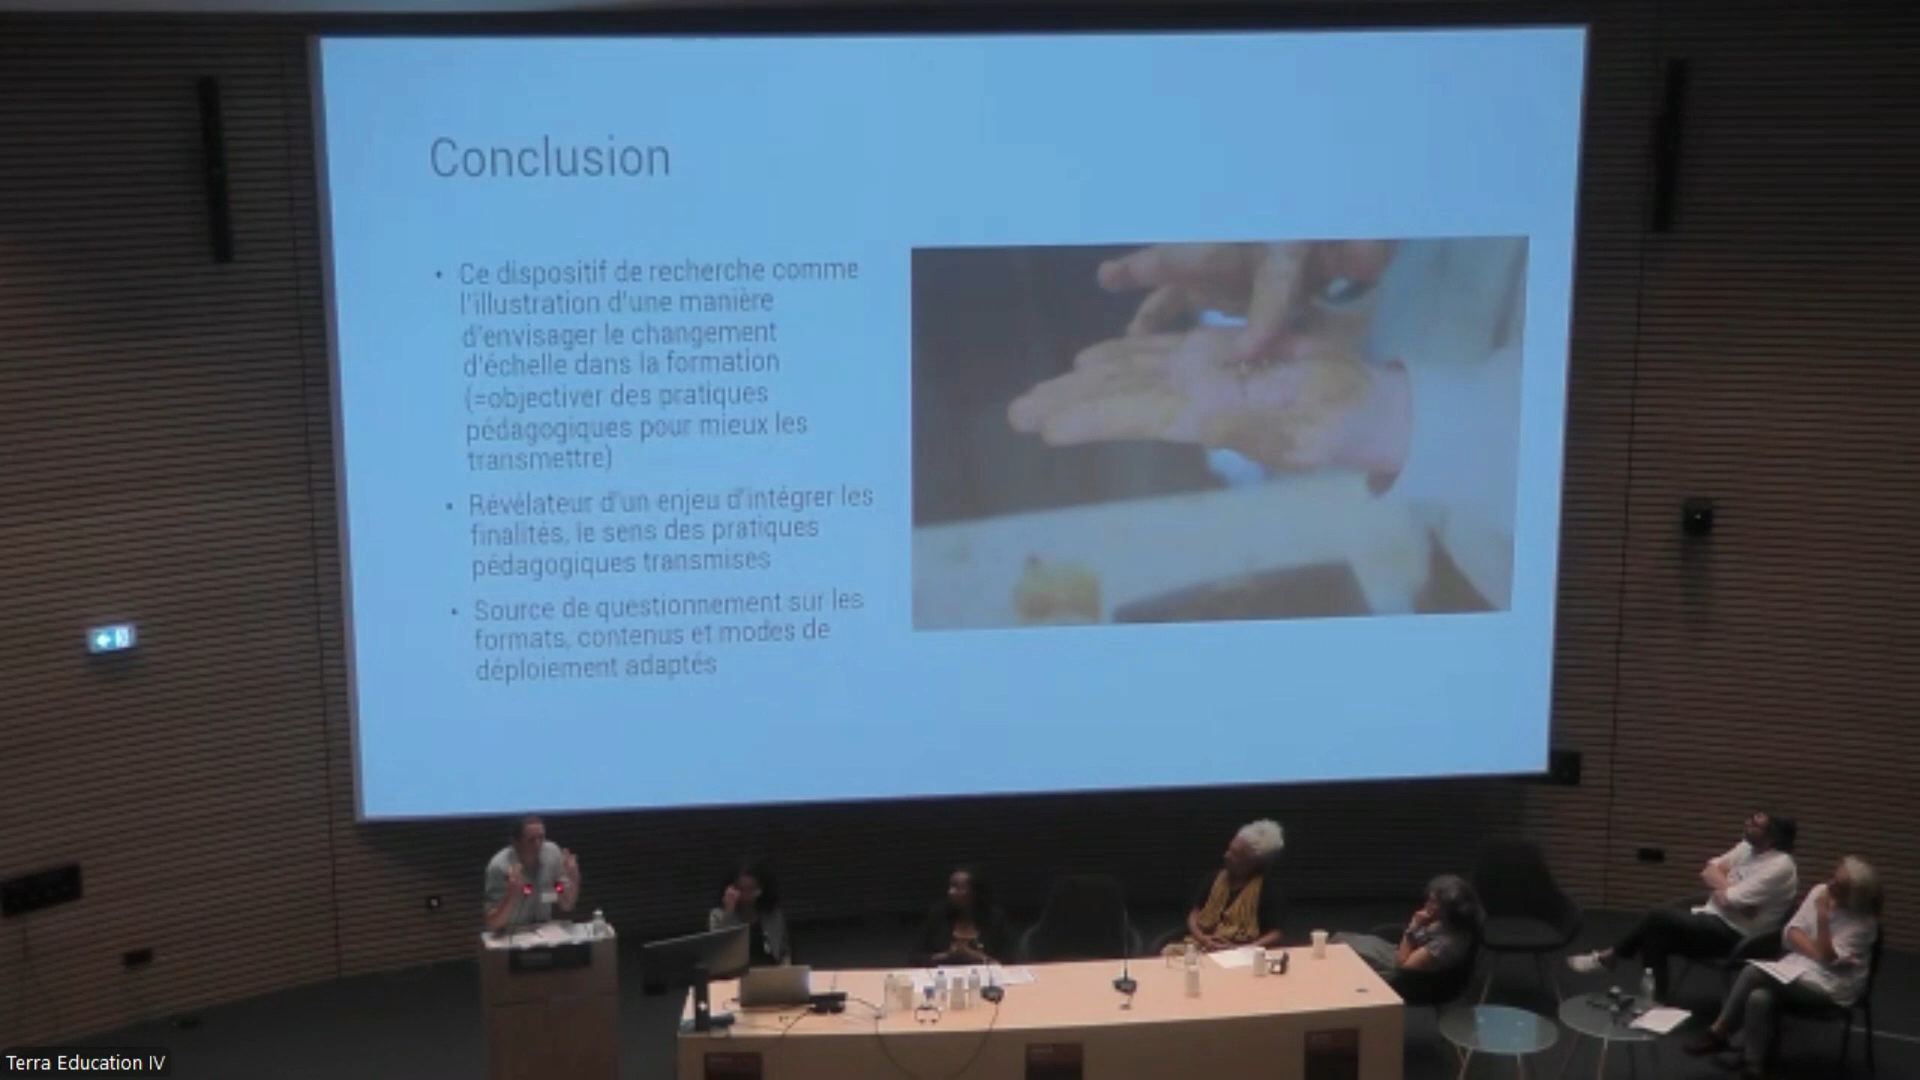 Conclusion
• Ce dispositif de recherche comme
l'illustration d'une manière
d'envisager le changement
d'échelle dans la formation
(=objectiver des pratiques
pédagogiques pour mieux les
transmettre)
• Révélateur d'un enjeu d'intégrer les
finalités, le sens des pratiques
pédagogiques transmises
• Source de questionnement sur les
formats, contenus et modes de
déploiement adaptés
Terra Education IV